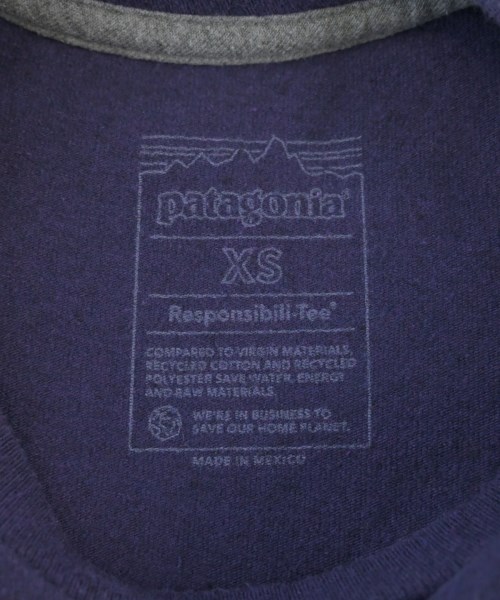 patagonia®
XS
Responsibili-Tee®
COMPARED TO VIRGIN MATERIALS,
RECYCLED COTTON AND RECYCLED
POLYESTER SAVE WATER, ENERGY
AND RAW MATERIALS.
WE'RE IN BUSINESS TO
SAVE OUR HOME PLANET.
MADE IN MEXICO